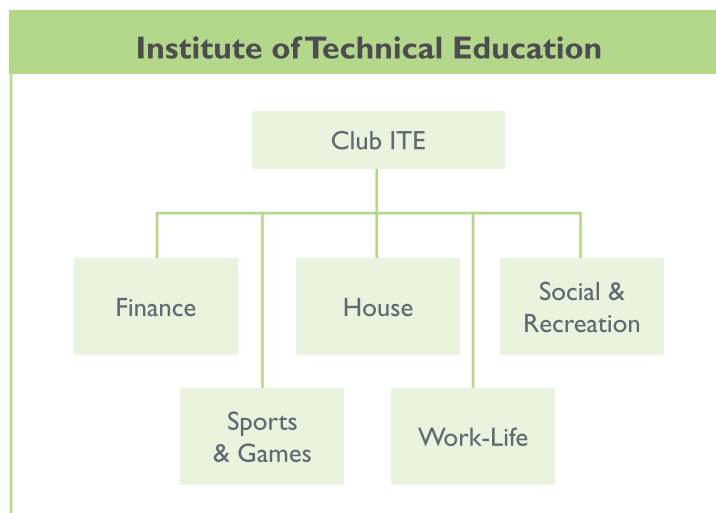 Institute of Technical Education
Club ITE
Finance
House
Social &
Recreation
Sports
& Games
Work-Life